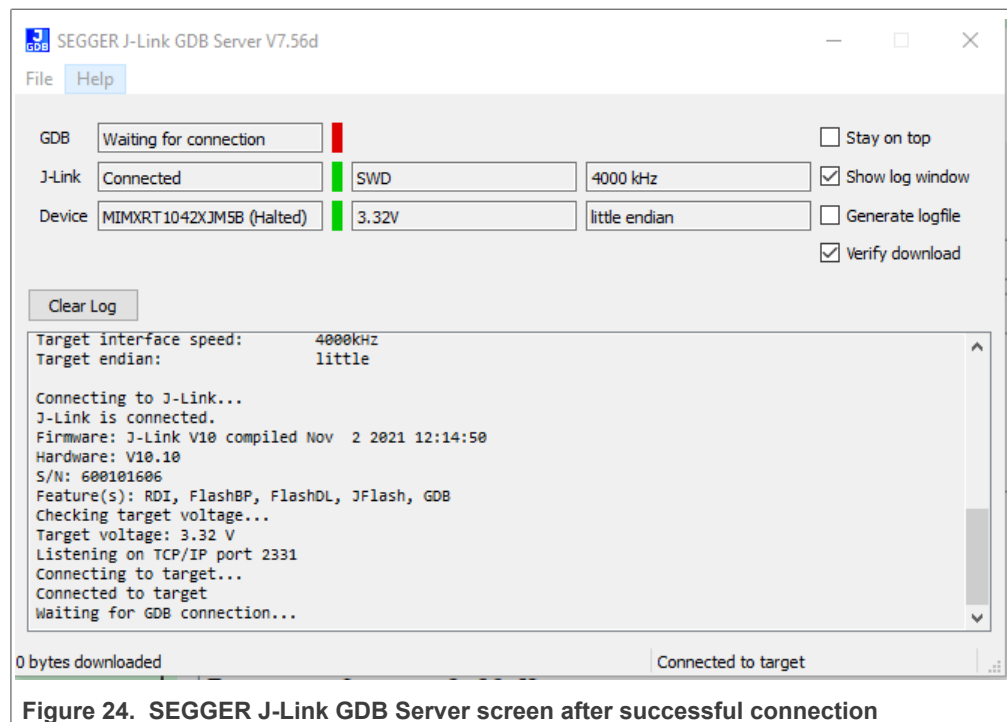 J GDB SEGGER J-Link GDB Server V7.56d
File Help
GDB Waiting for connection Stay on top
J-Link Connected SWD 4000 kHz Show log window
Device MIMXRT1042XJM5B (Halted) 3.32V little endian Generate logfile
Verify download
Clear Log
Target interface speed: 4000kHz
Target endian: little
Connecting to J-Link...
J-Link is connected.
Firmware: J-Link V10 compiled Nov 2 2021 12:14:50
Hardware: V10.10
S/N: 600101606
Feature(s): RDI, FlashBP, FlashDL, JFlash, GDB
Checking target voltage...
Target voltage: 3.32 V
Listening on TCP/IP port 2331
Connecting to target...
Connected to target
Waiting for GDB connection...
0 bytes downloaded Connected to target
Figure 24. SEGGER J-Link GDB Server screen after successful connection